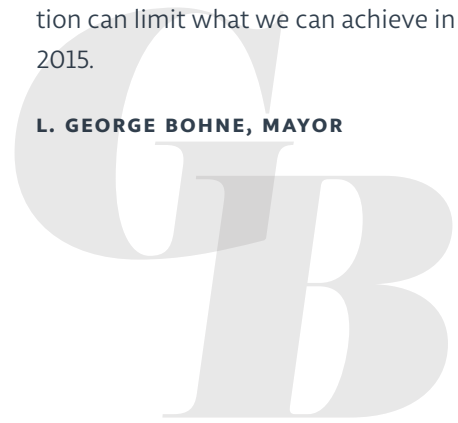 tion can limit what we can achieve in
2015.
L. GEORGE BOHNE, MAYOR
GB